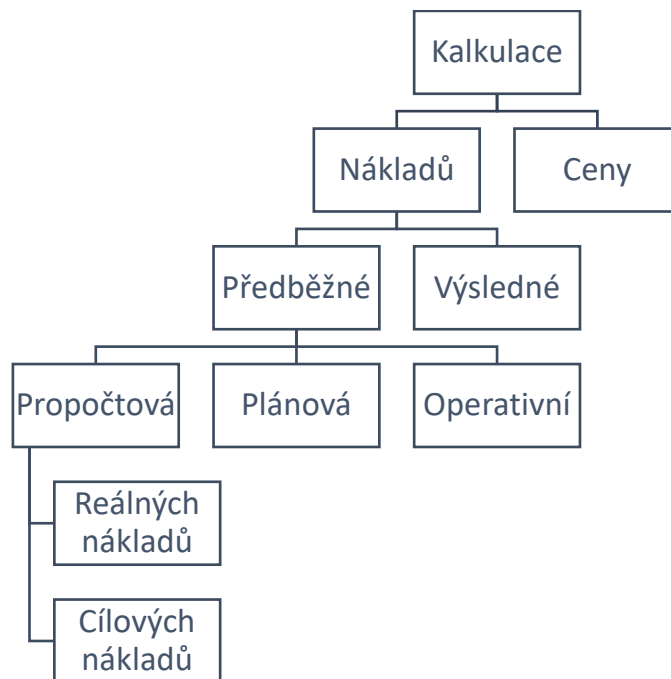 Kalkulace
Nákladů
Ceny
Předběžné
Výsledné
Propočtová
Plánová
Operativní
Reálných
nákladů
Cílových
nákladů